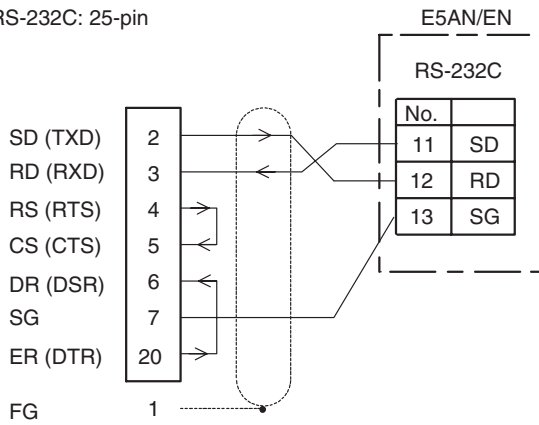 RS-232C: 25-pin
E5AN/EN
RS-232C
No.
SD (TXD) 2
11 SD
RD (RXD) 3
12 RD
RS (RTS) 4
13 SG
CS (CTS) 5
DR (DSR) 6
SG 7
ER (DTR) 20
FG 1